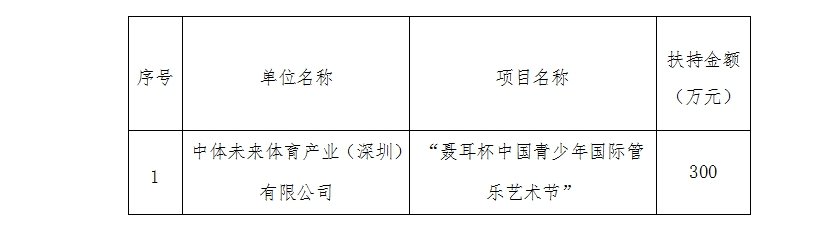 序号
单位名称
项目名称
扶持金额
（万元）
1
中体未来体育产业（深圳）
有限公司
“聂耳杯中国青少年国际管
乐艺术节”
300